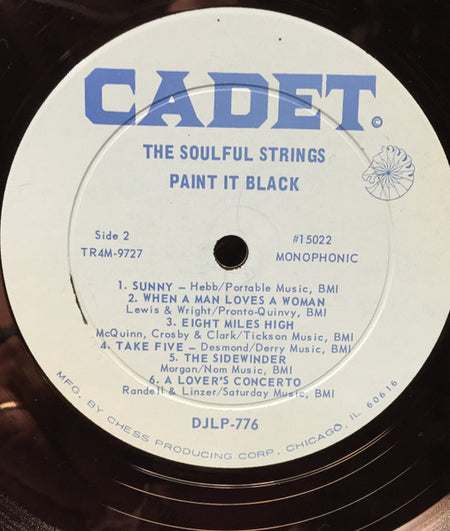 CADET
©
THE SOULFUL STRINGS
PAINT IT BLACK
Side 2
#15022
TR4M-9727
MONOPHONIC
1. SUNNY – Hebb/Portable Music, BMI
2. WHEN A MAN LOVES A WOMAN
Lewis & Wright/Pronto-Quinvy, BMI
3. EIGHT MILES HIGH
McQuinn, Crosby & Clark/Tickson Music, BMI
4. TAKE FIVE – Desmond/Derry Music, BMI
5. THE SIDEWINDER
Morgan/Nom Music, BMI
6. A LOVER'S CONCERTO
Randell & Linzer/Saturday Music, BMI
DJLP-776
MFG. BY CHESS PRODUCING CORP. CHICAGO, IL 60616